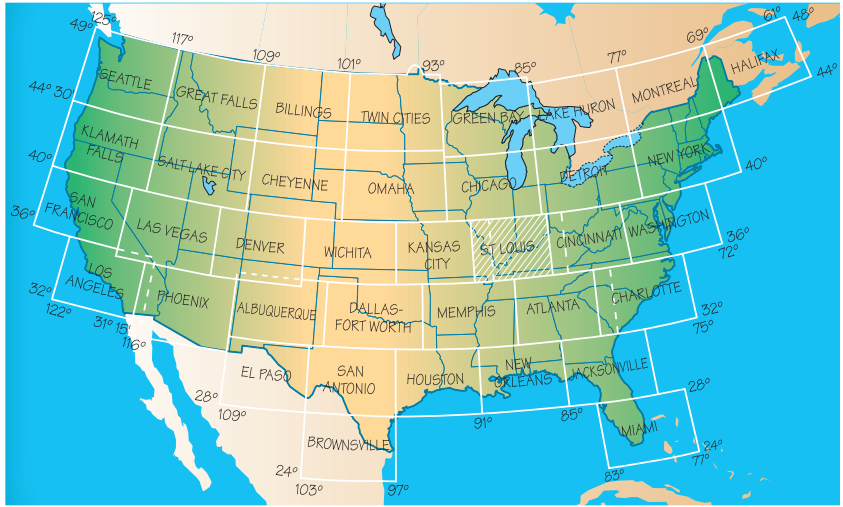 49° 125° 117° 109° 101° 93° 85° 77° 69° 61° 48°
44° 30'
SEATTLE
GREAT FALLS
BILLINGS
TWIN CITIES
GREEN BAY
LAKE HURON
MONTREAL
HALIFAX
44°
40°
KLAMATH
FALLS
SALT LAKE CITY
CHEYENNE
OMAHA
CHICAGO
DETROIT
NEW YORK
40°
36°
SAN
FRANCISCO
LAS VEGAS
DENVER
WICHITA
KANSAS
CITY
ST. LOUIS
CINCINNATI
WASHINGTON
36°
72°
32°
122°
LOS
ANGELES
31° 15'
116°
PHOENIX
ALBUQUERQUE
DALLAS-
FORT WORTH
MEMPHIS
ATLANTA
CHARLOTTE
32°
75°
28°
109°
EL PASO
SAN
ANTONIO
HOUSTON
NEW
ORLEANS
JACKSONVILLE
91°
85°
28°
24°
103°
BROWNSVILLE
97°
MIAMI
83°
24°
77°